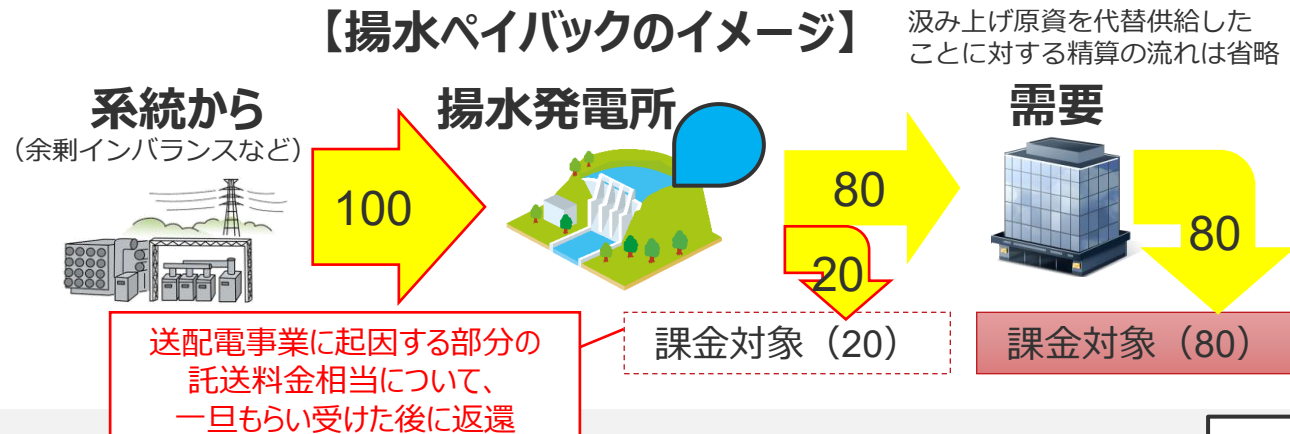 【揚水ペイバックのイメージ】
汲み上げ原資を代替供給した
ことに対する精算の流れは省略
系統から
（余剰インバランスなど）
揚水発電所
需要
100
80
20
80
送配電事業に起因する部分の
託送料金相当について、
一旦もらい受けた後に返還
課金対象（20）
課金対象（80）